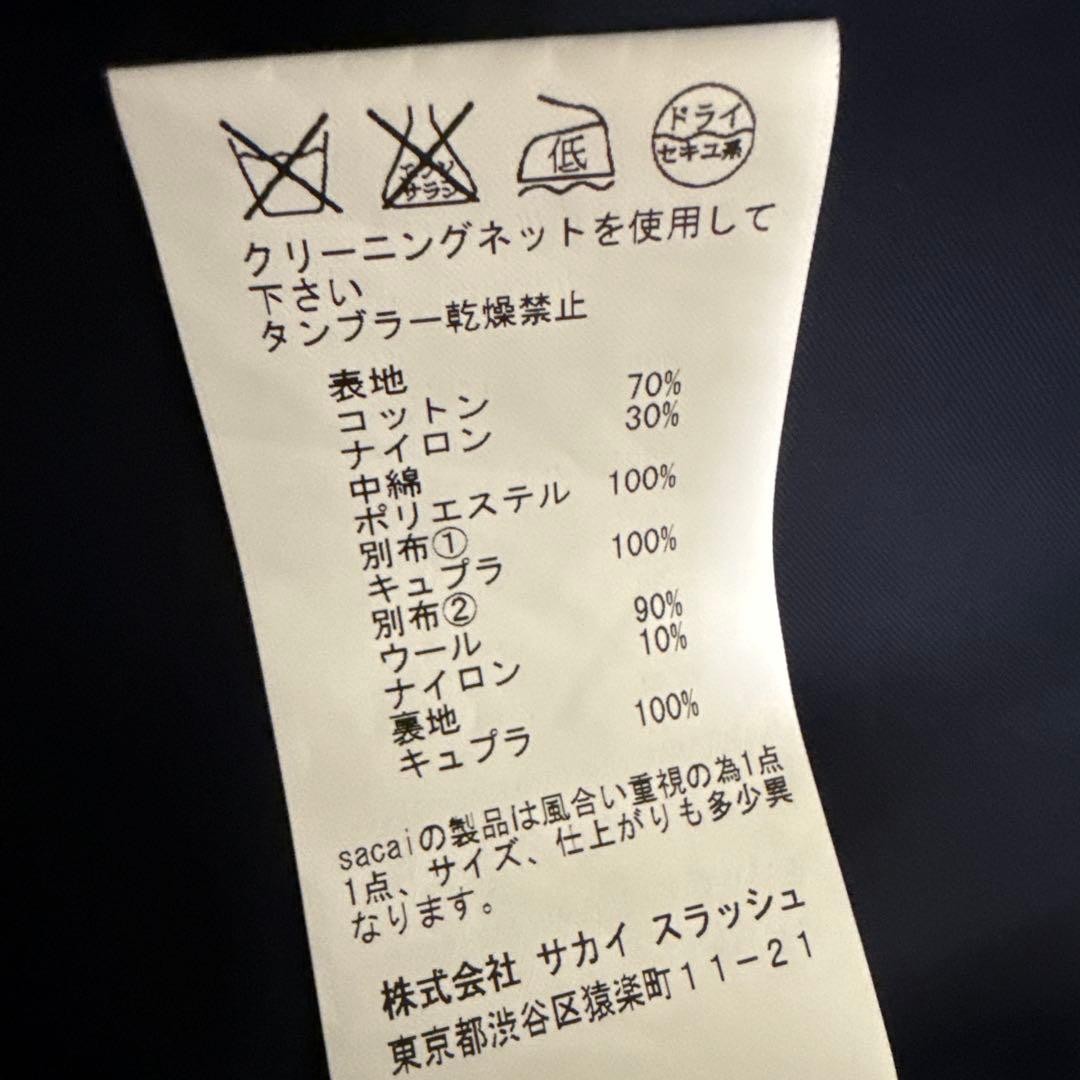 エンソ
サラシ
低
ドライ
セキユ系
クリーニングネットを使用して
下さい
タンブラー乾燥禁止
表地
コットン 70%
ナイロン 30%
中綿
ポリエステル 100%
別布①
キュプラ 100%
別布②
ウール 90%
ナイロン 10%
裏地
キュプラ 100%
sacaiの製品は風合い重視の為1点
1点、サイズ、仕上がりも多少異
なります。
株式会社 サカイ スラッシュ
東京都渋谷区猿楽町11-21